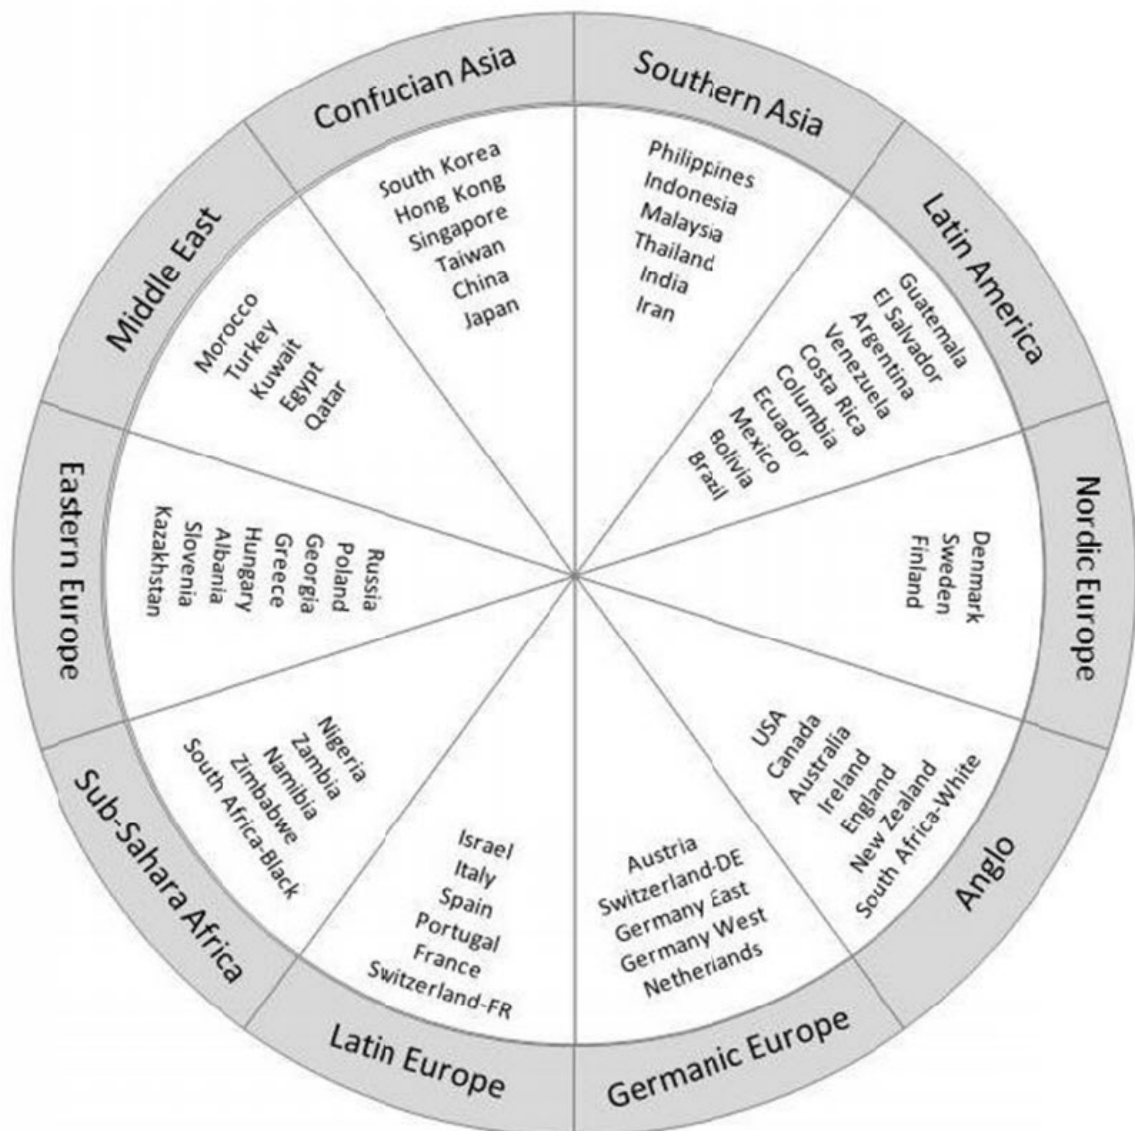 Confucian Asia
South Korea
Hong Kong
Singapore
Taiwan
China
Japan
Southern Asia
Philippines
Indonesia
Malaysia
Thailand
India
Iran
Latin America
Guatemala
El Salvador
Argentina
Venezuela
Costa Rica
Columbia
Ecuador
Mexico
Bolivia
Brazil
Nordic Europe
Denmark
Sweden
Finland
Anglo
USA
Canada
Australia
Ireland
England
New Zealand
South Africa-White
Germanic Europe
Austria
Switzerland-DE
Germany East
Germany West
Netherlands
Latin Europe
Israel
Italy
Spain
Portugal
France
Switzerland-FR
Sub-Sahara Africa
Nigeria
Zambia
Namibia
Zimbabwe
South Africa-Black
Eastern Europe
Russia
Poland
Georgia
Greece
Hungary
Albania
Slovenia
Kazakhstan
Middle East
Morocco
Turkey
Kuwait
Egypt
Qatar